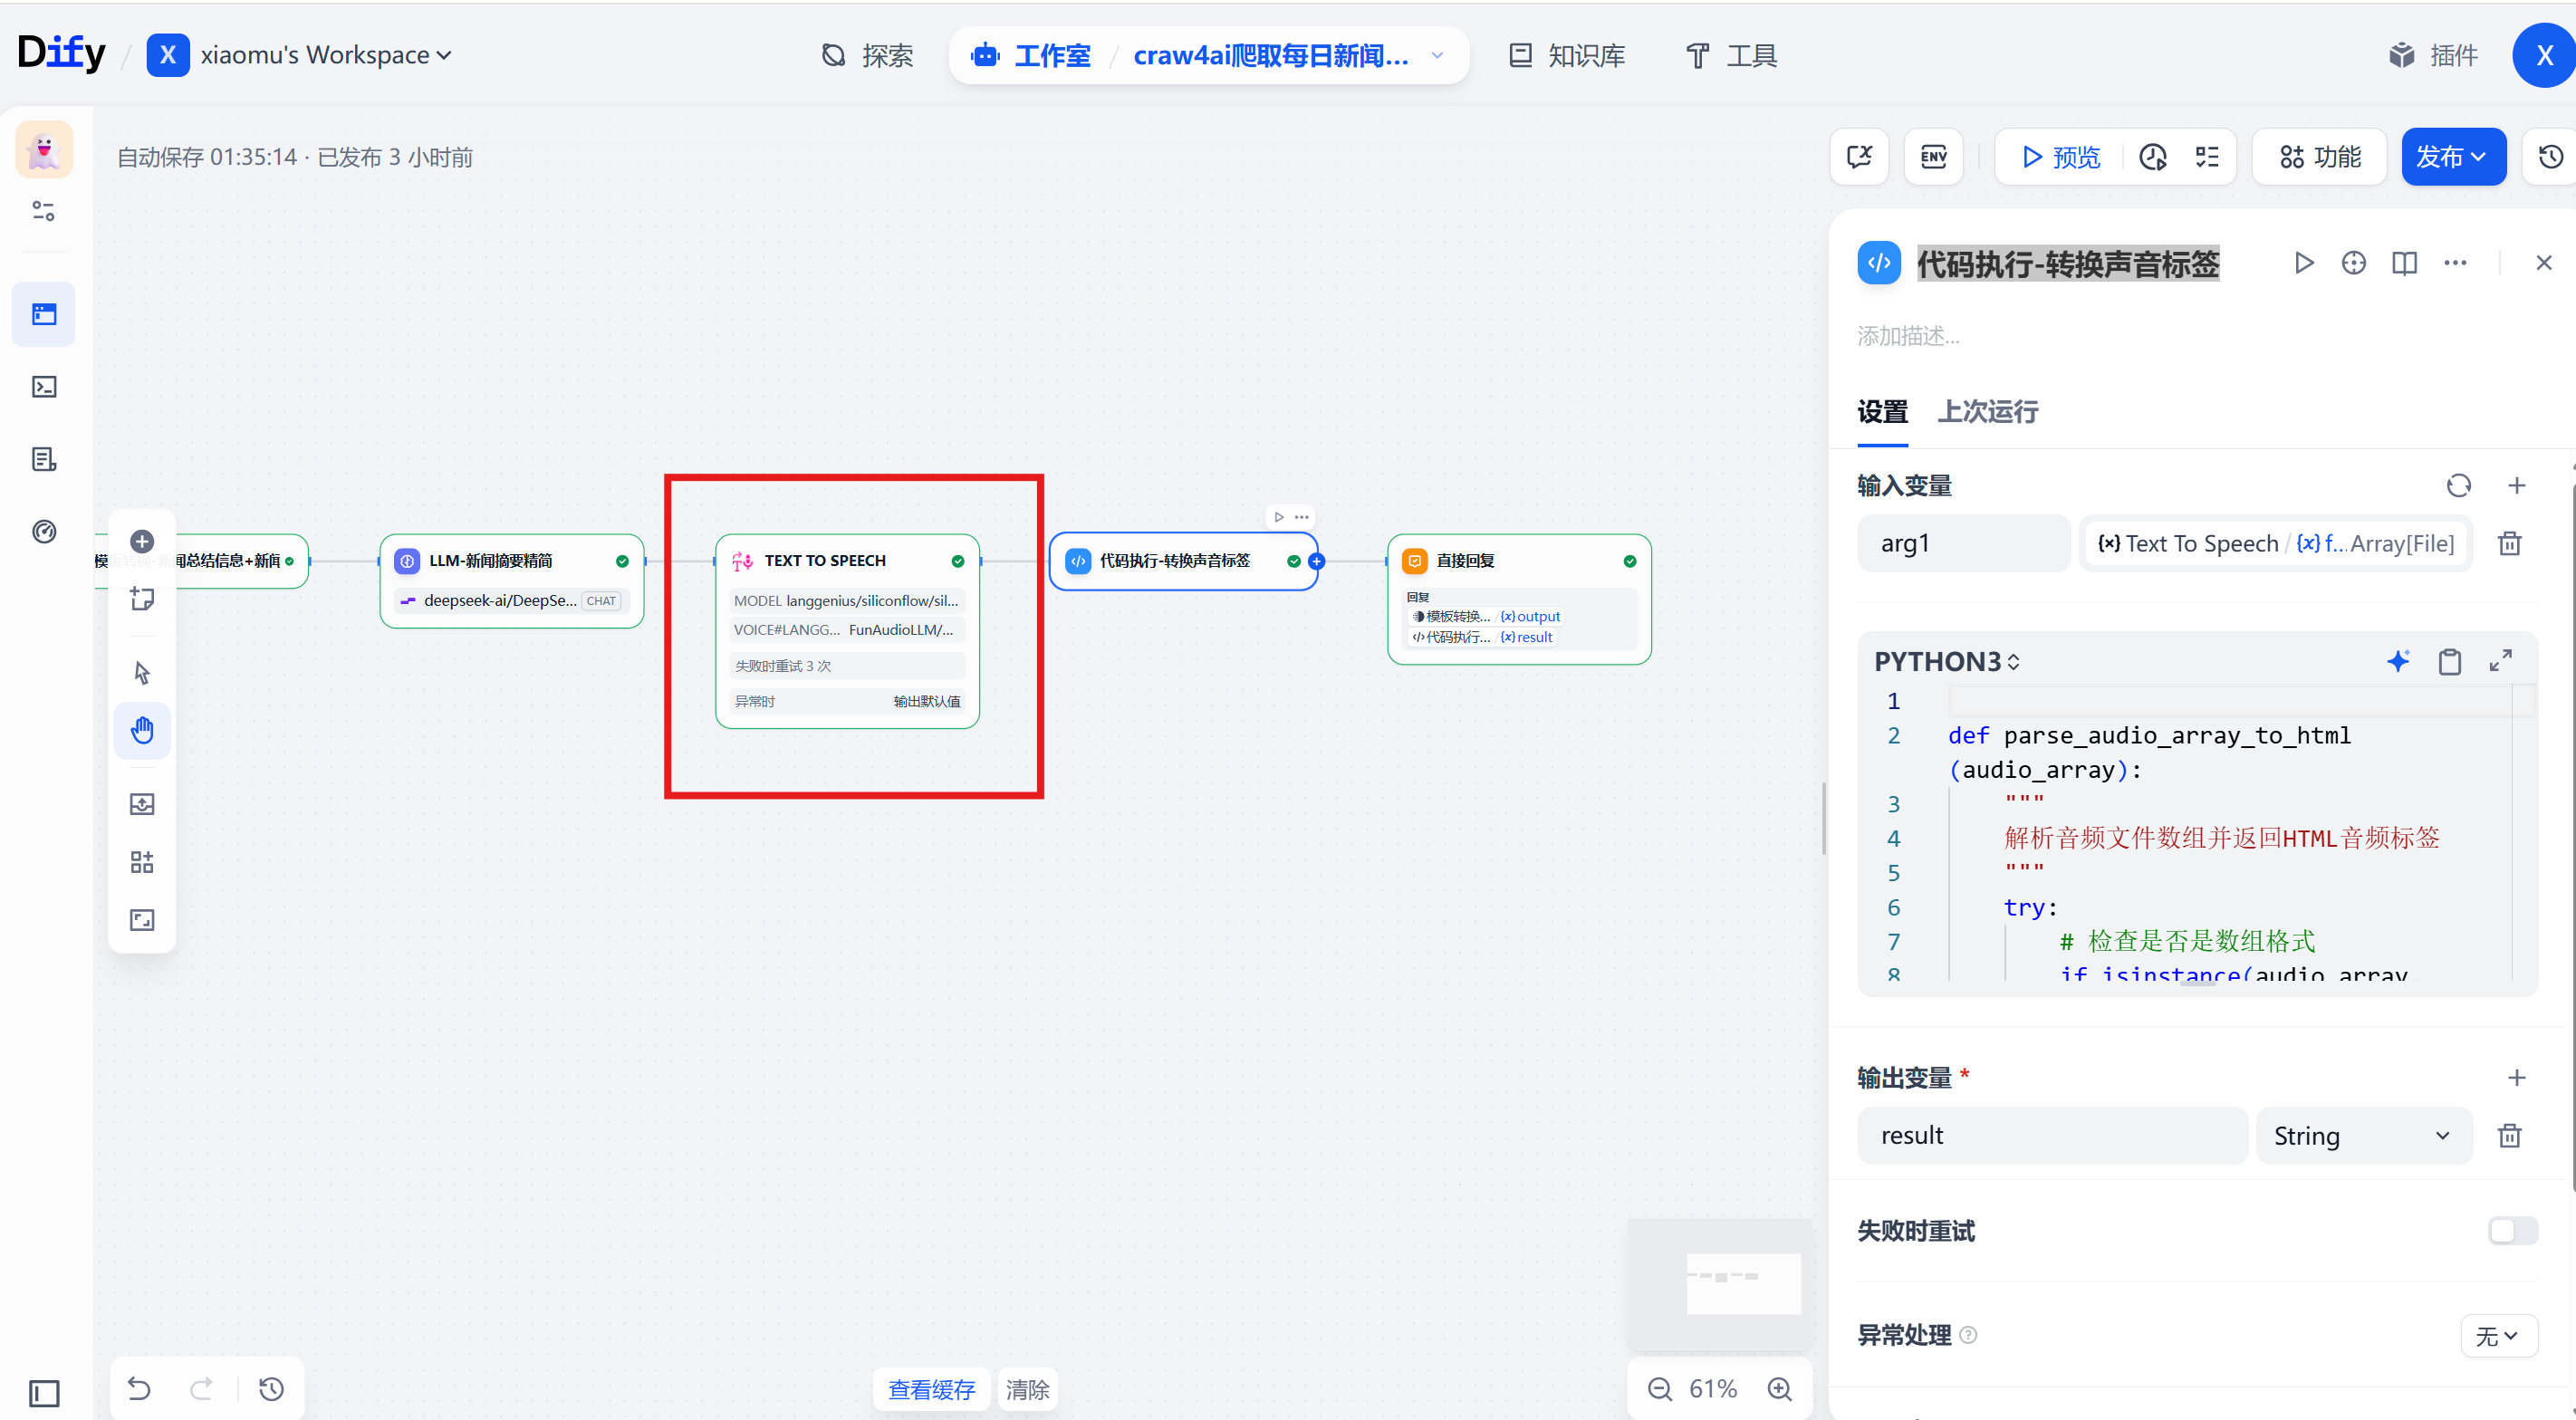 Dify / X xiaomu's Workspace
探索
工作室 / craw4ai爬取每日新闻...
知识库
工具
插件
X
自动保存 01:35:14 · 已发布 3 小时前
ENV
预览
功能
发布
模板转换-新闻总结信息+新闻
LLM-新闻摘要精简
deepseek-ai/DeepSe... CHAT
TEXT TO SPEECH
MODEL langgenius/siliconflow/sil...
VOICE#LANGG... FunAudioLLM/...
失败时重试 3 次
异常时 输出默认值
代码执行-转换声音标签
直接回复
回复
模板转换... / {x} output
代码执行... / {x} result
查看缓存 清除
61%
代码执行-转换声音标签
添加描述...
设置 上次运行
输入变量
arg1 {x} Text To Speech / {x} f... Array[File]
PYTHON3
1
2 def parse_audio_array_to_html
(audio_array):
3 """
4 解析音频文件数组并返回HTML音频标签
5 """
6 try:
7 # 检查是否是数组格式
8 if isinstance(audio_array
输出变量 *
result String
失败时重试
异常处理 无